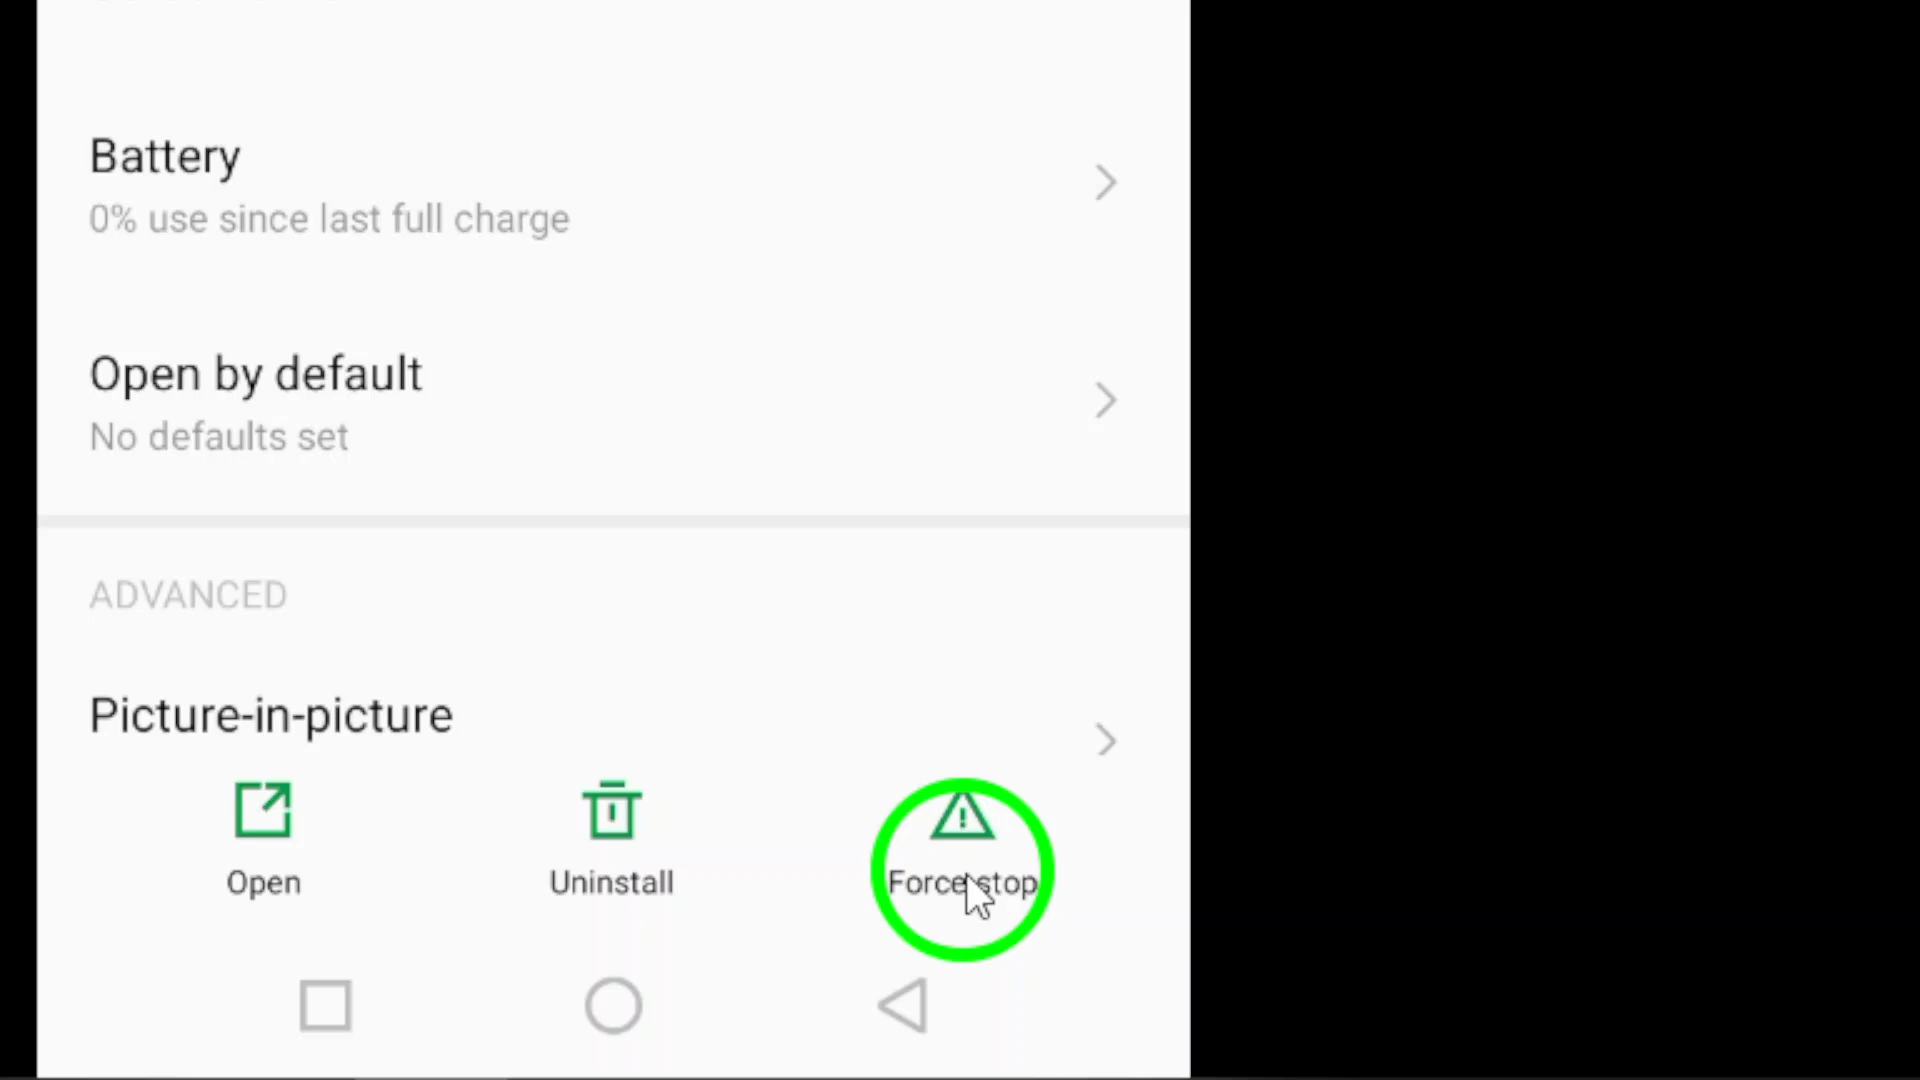 Battery
0% use since last full charge
Open by default
No defaults set
ADVANCED
Picture-in-picture
Open
Uninstall
Force stop